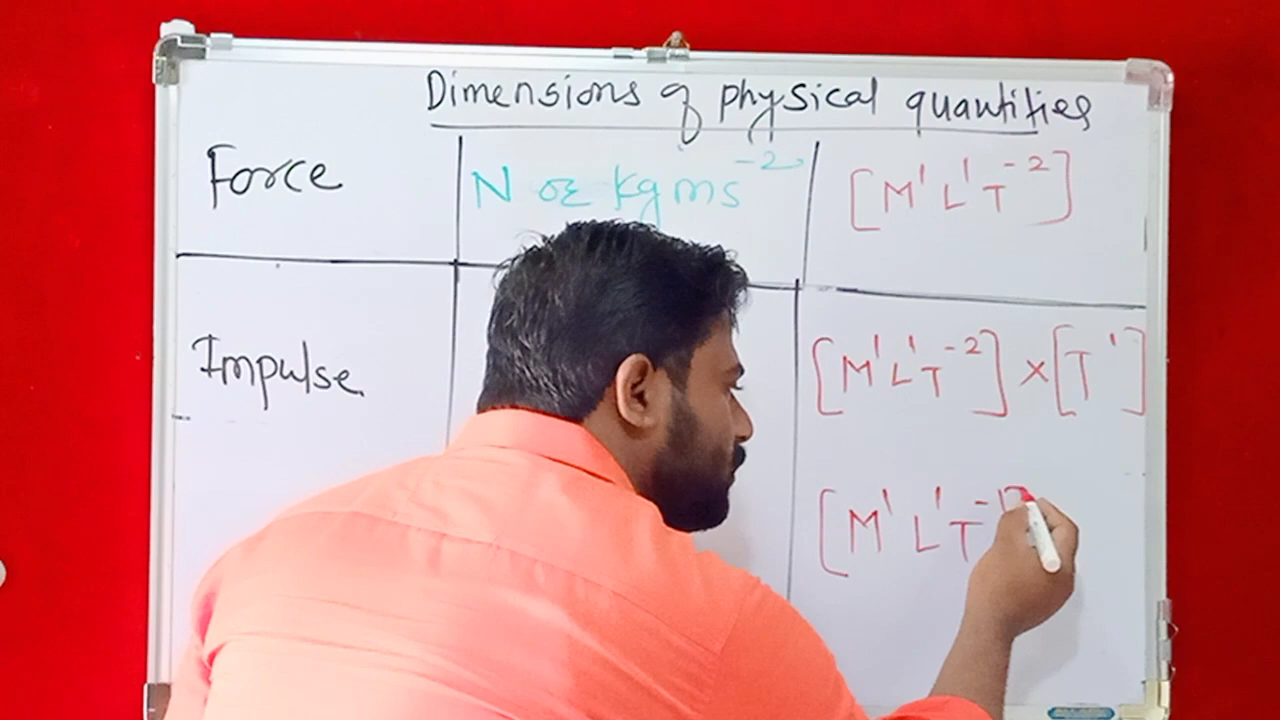 Dimensions of physical quantities
Force N or kgms⁻² [M¹L¹T⁻²]
Impulse [M¹L¹T⁻²] × [T¹]
[M¹L¹T⁻¹]